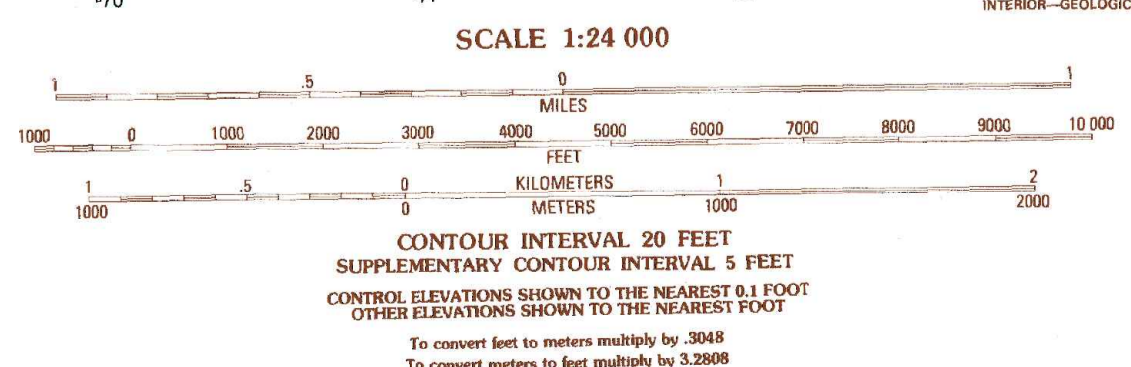 INTERIOR—GEOLOGIC
SCALE 1:24 000
1 .5 0 1
MILES
1000 0 1000 2000 3000 4000 5000 6000 7000 8000 9000 10 000
FEET
1 .5 0 KILOMETERS 1 2
1000 0 METERS 1000 2000
CONTOUR INTERVAL 20 FEET
SUPPLEMENTARY CONTOUR INTERVAL 5 FEET
CONTROL ELEVATIONS SHOWN TO THE NEAREST 0.1 FOOT
OTHER ELEVATIONS SHOWN TO THE NEAREST FOOT
To convert feet to meters multiply by .3048
To convert meters to feet multiply by 3.2808